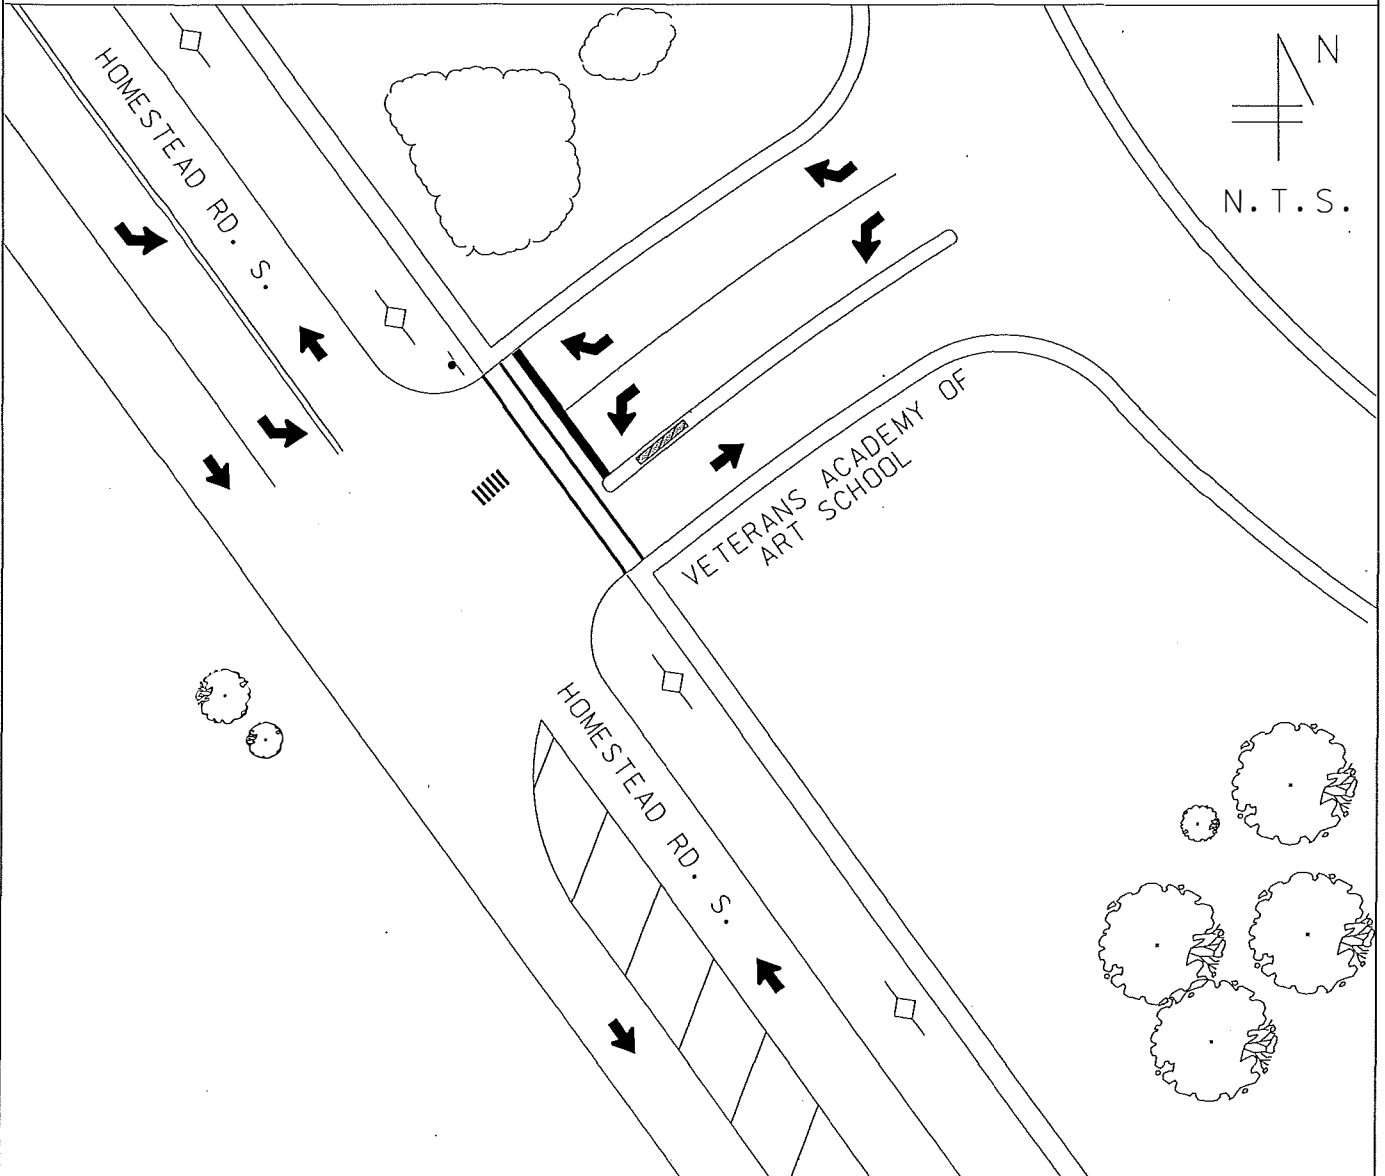 HOMESTEAD RD. S.
N
N.T.S.
VETERANS ACADEMY OF
ART SCHOOL
HOMESTEAD RD. S.